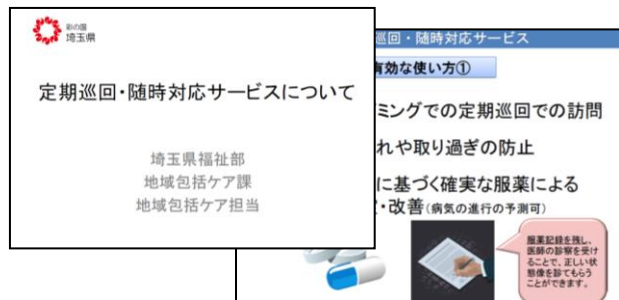 彩の国
埼玉県
定期巡回・随時対応サービスについて
埼玉県福祉部
地域包括ケア課
地域包括ケア担当
巡回・随時対応サービス
有効な使い方①
ミングでの定期巡回での訪問
れや取り過ぎの防止
に基づく確実な服薬による
・改善(病気の進行の予測可)
服薬記録を残し、
医師の診察を受け
ることで、正しい状
態像を診てもらう
ことができます。